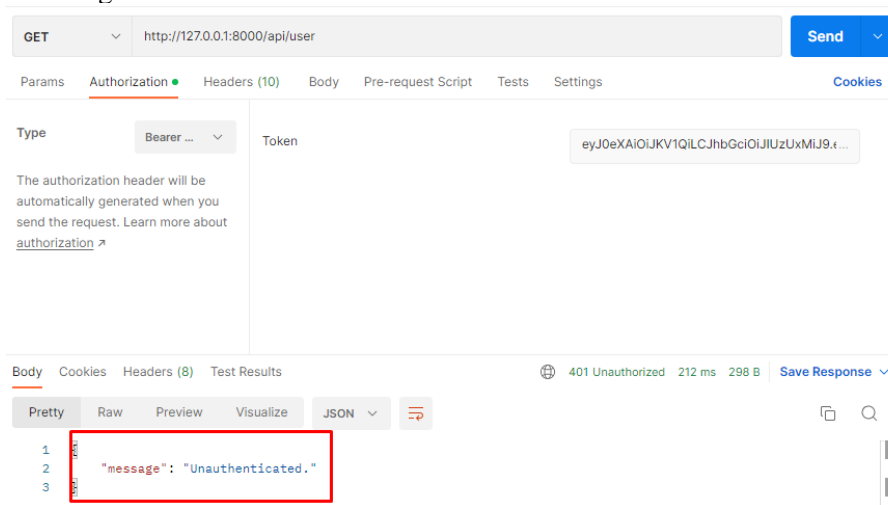 GET http://127.0.0.1:8000/api/user Send
Params Authorization Headers (10) Body Pre-request Script Tests Settings Cookies
Type Bearer ... Token eyJ0eXAiOiJKV1QiLCJhbGciOiJIUzUxMiJ9.e...
The authorization header will be
automatically generated when you
send the request. Learn more about
authorization ↗
Body Cookies Headers (8) Test Results 401 Unauthorized 212 ms 298 B Save Response
Pretty Raw Preview Visualize JSON
1 {
2 "message": "Unauthenticated."
3 }